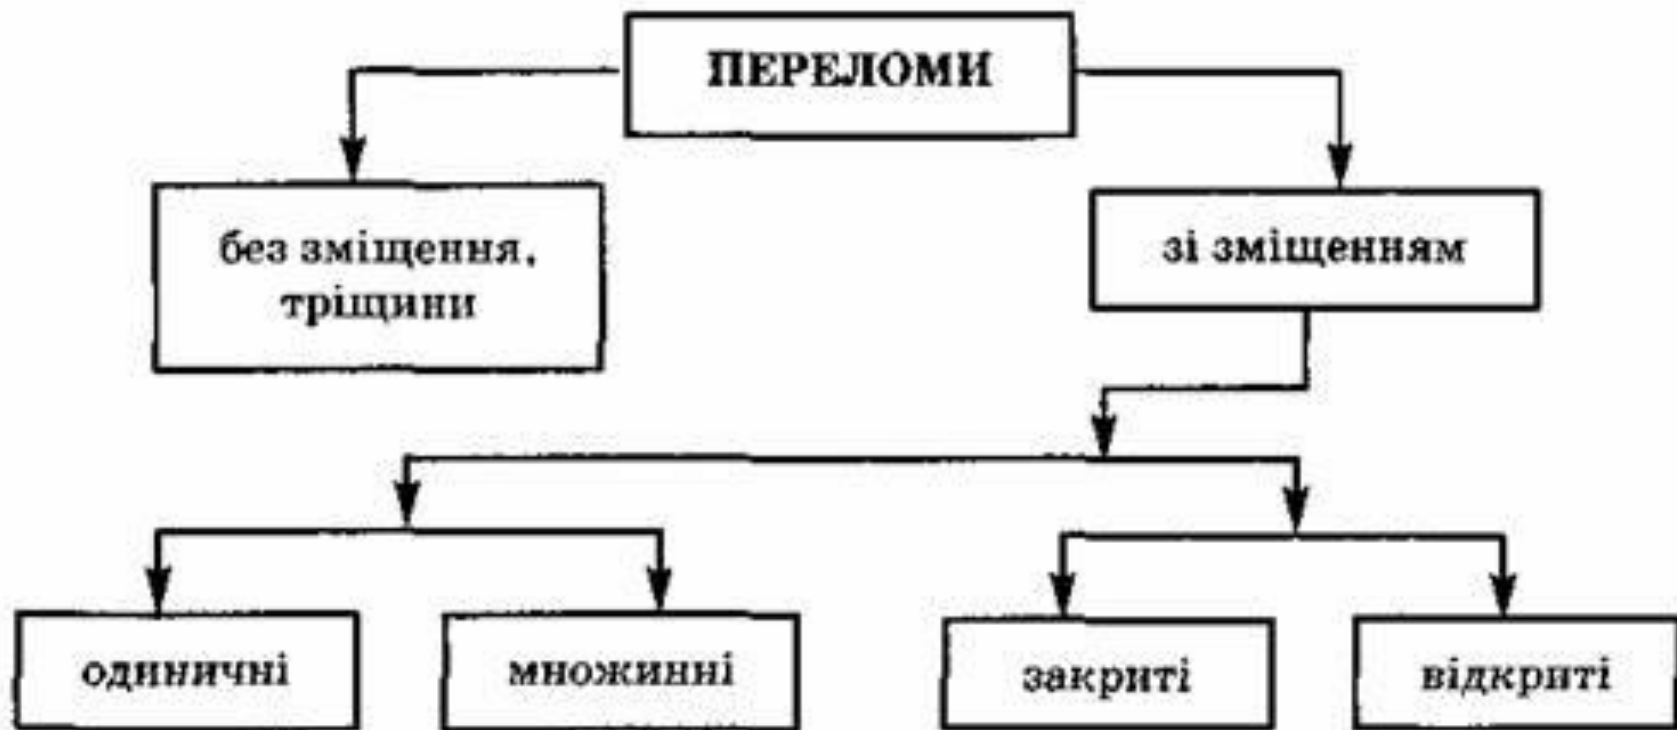 ПЕРЕЛОМИ
без зміщення,
тріщини
зі зміщенням
одиничні
множинні
закриті
відкриті